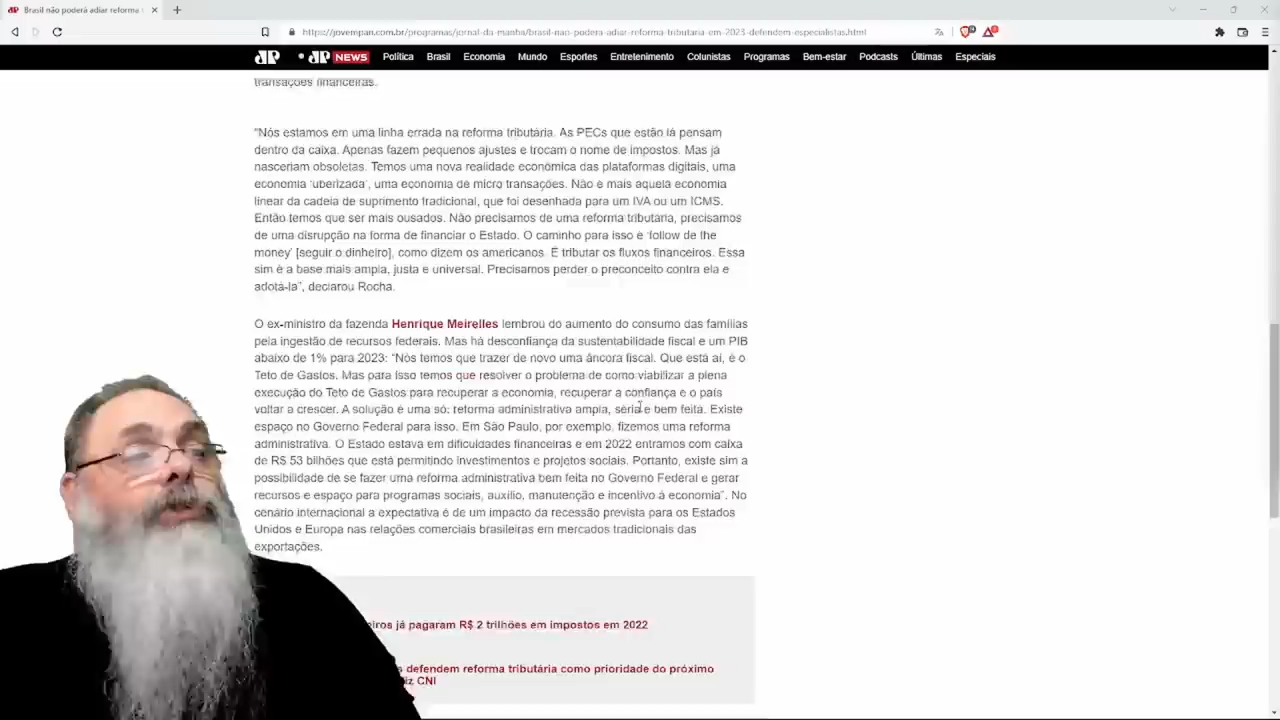 Brasil não poderá adiar reforma
https://jovempan.com.br/programas/jornal-da-manha/brasil-nao-podera-adiar-reforma-tributaria-em-2023-defendem-especialistas.html
JP JP NEWS Política Brasil Economia Mundo Esportes Entretenimento Colunistas Programas Bem-estar Podcasts Últimas Especiais
transações financeiras.
“Nós estamos em uma linha errada na reforma tributária. As PECs que estão lá pensam
dentro da caixa. Apenas fazem pequenos ajustes e trocam o nome de impostos. Mas já
nasceriam obsoletas. Temos uma nova realidade econômica das plataformas digitais, uma
economia ‘uberizada’, uma economia de micro transações. Não é mais aquela economia
linear da cadeia de suprimento tradicional, que foi desenhada para um IVA ou um ICMS.
Então temos que ser mais ousados. Não precisamos de uma reforma tributária, precisamos
de uma disrupção na forma de financiar o Estado. O caminho para isso é ‘follow de the
money’ [seguir o dinheiro], como dizem os americanos. É tributar os fluxos financeiros. Essa
sim é a base mais ampla, justa e universal. Precisamos perder o preconceito contra ela e
adotá-la”, declarou Rocha.
O ex-ministro da fazenda Henrique Meirelles lembrou do aumento do consumo das famílias
pela ingestão de recursos federais. Mas há desconfiança da sustentabilidade fiscal e um PIB
abaixo de 1% para 2023: “Nós temos que trazer de novo uma âncora fiscal. Que está aí, é o
Teto de Gastos. Mas para isso temos que resolver o problema de como viabilizar a plena
execução do Teto de Gastos para recuperar a economia, recuperar a confiança e o país
voltar a crescer. A solução é uma só: reforma administrativa ampla, séria e bem feita. Existe
espaço no Governo Federal para isso. Em São Paulo, por exemplo, fizemos uma reforma
administrativa. O Estado estava em dificuldades financeiras e em 2022 entramos com caixa
de R$ 53 bilhões que está permitindo investimentos e projetos sociais. Portanto, existe sim a
possibilidade de se fazer uma reforma administrativa bem feita no Governo Federal e gerar
recursos e espaço para programas sociais, auxílio, manutenção e incentivo à economia”. No
cenário internacional a expectativa é de um impacto da recessão prevista para os Estados
Unidos e Europa nas relações comerciais brasileiras em mercados tradicionais das
exportações.
eiros já pagaram R$ 2 trilhões em impostos em 2022
s defendem reforma tributária como prioridade do próximo
iz CNI